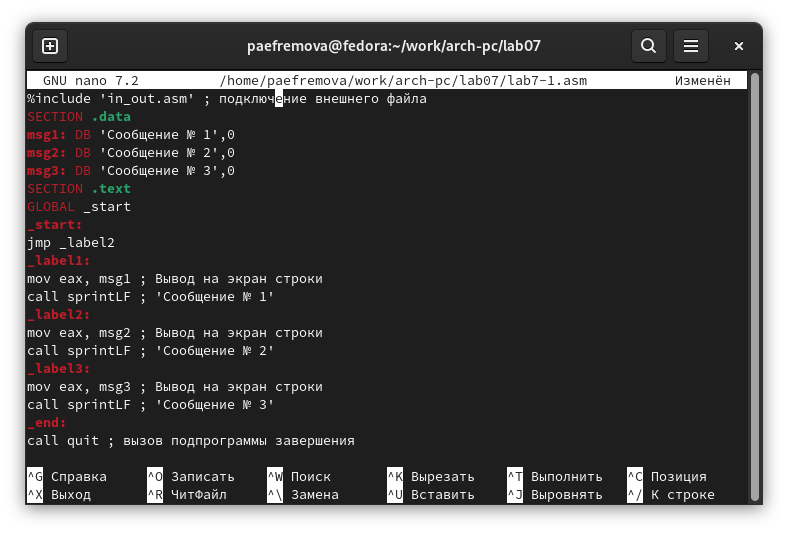 paefremova@fedora:~/work/arch-pc/lab07
GNU nano 7.2 /home/paefremova/work/arch-pc/lab07/lab7-1.asm Изменён
%include 'in_out.asm' ; подключение внешнего файла
SECTION .data
msg1: DB 'Сообщение № 1',0
msg2: DB 'Сообщение № 2',0
msg3: DB 'Сообщение № 3',0
SECTION .text
GLOBAL _start
_start:
jmp _label2
_label1:
mov eax, msg1 ; Вывод на экран строки
call sprintLF ; 'Сообщение № 1'
_label2:
mov eax, msg2 ; Вывод на экран строки
call sprintLF ; 'Сообщение № 2'
_label3:
mov eax, msg3 ; Вывод на экран строки
call sprintLF ; 'Сообщение № 3'
_end:
call quit ; вызов подпрограммы завершения
^G Справка ^O Записать ^W Поиск ^K Вырезать ^T Выполнить ^C Позиция
^X Выход ^R ЧитФайл ^\ Замена ^U Вставить ^J Выровнять ^/ К строке